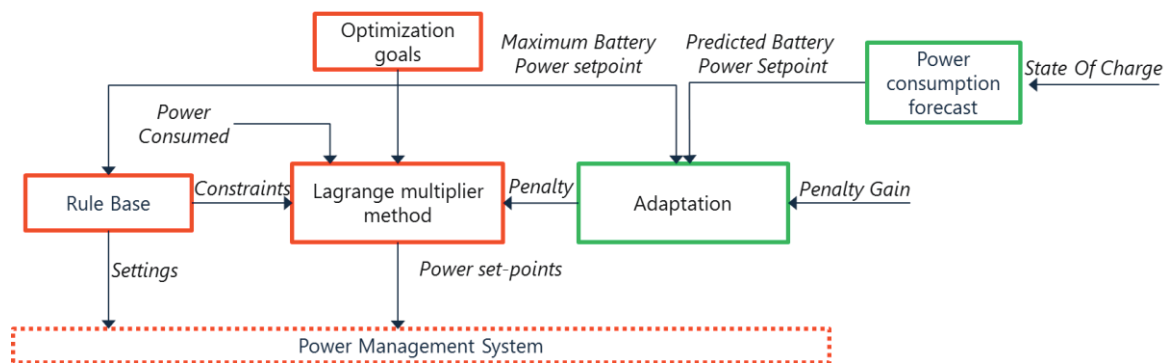 Optimization
goals
Maximum Battery
Power setpoint
Predicted Battery
Power Setpoint
Power
consumption
forecast
State Of Charge
Power
Consumed
Rule Base
Constraints
Lagrange multiplier
method
Penalty
Adaptation
Penalty Gain
Settings
Power set-points
Power Management System